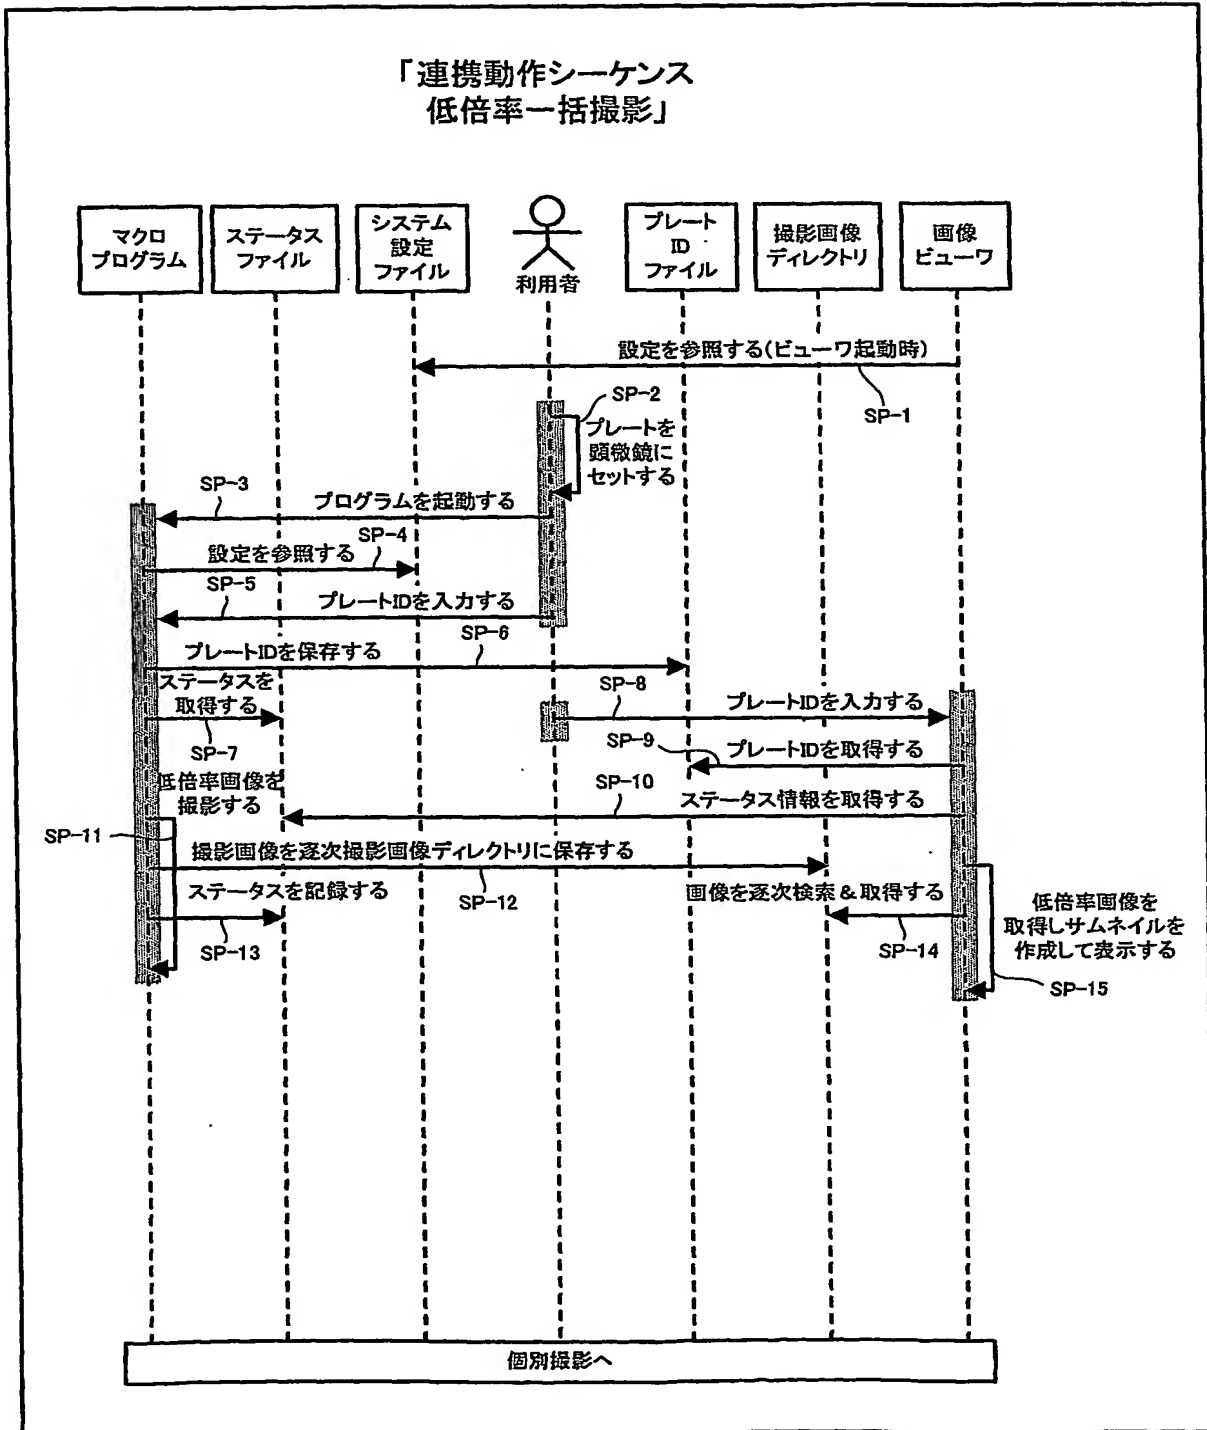 「連携動作シーケンス
低倍率一括撮影」
マクロ
プログラム
ステータス
ファイル
システム
設定
ファイル
利用者
プレート
ID
ファイル
撮影画像
ディレクトリ
画像
ビューワ
設定を参照する(ビューワ起動時)
SP-1
SP-2
プレートを
顕微鏡に
セットする
SP-3
プログラムを起動する
SP-4
設定を参照する
SP-5
プレートIDを入力する
SP-6
プレートIDを保存する
ステータスを
取得する
SP-7
SP-8
プレートIDを入力する
SP-9
プレートIDを取得する
SP-10
ステータス情報を取得する
低倍率画像を
撮影する
SP-11
撮影画像を逐次撮影画像ディレクトリに保存する
SP-12
ステータスを記録する
SP-13
画像を逐次検索&取得する
SP-14
低倍率画像を
取得しサムネイルを
作成して表示する
SP-15
個別撮影へ